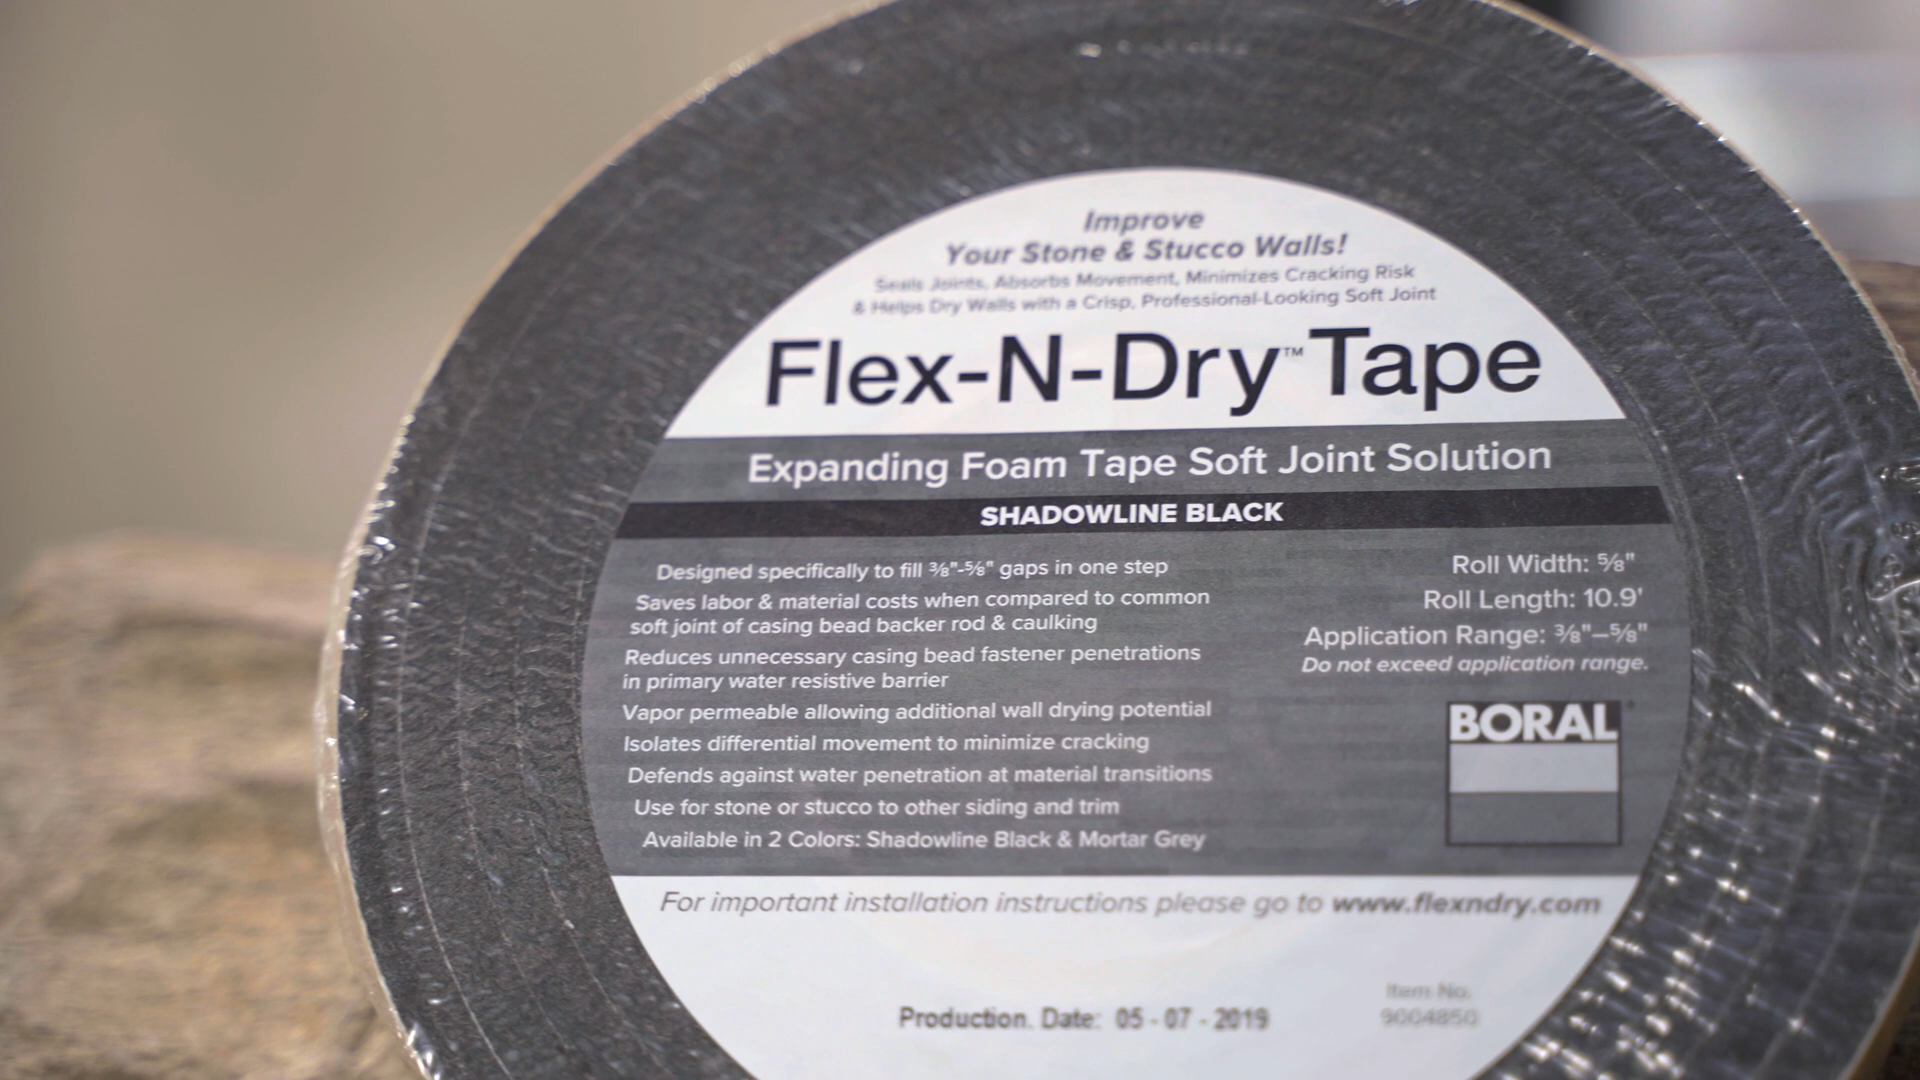 Improve
Your Stone & Stucco Walls!
Seals Joints, Absorbs Movement, Minimizes Cracking Risk
& Helps Dry Walls with a Crisp, Professional-Looking Soft Joint
Flex-N-Dry™ Tape
Expanding Foam Tape Soft Joint Solution
SHADOWLINE BLACK
Designed specifically to fill ⅜"-⅝" gaps in one step
Saves labor & material costs when compared to common
soft joint of casing bead backer rod & caulking
Reduces unnecessary casing bead fastener penetrations
in primary water resistive barrier
Vapor permeable allowing additional wall drying potential
Isolates differential movement to minimize cracking
Defends against water penetration at material transitions
Use for stone or stucco to other siding and trim
Available in 2 Colors: Shadowline Black & Mortar Grey
Roll Width: ⅝"
Roll Length: 10.9'
Application Range: ⅜"–⅝"
Do not exceed application range.
BORAL
For important installation instructions please go to www.flexndry.com
Production. Date: 05 - 07 - 2019
Item No.
9004850